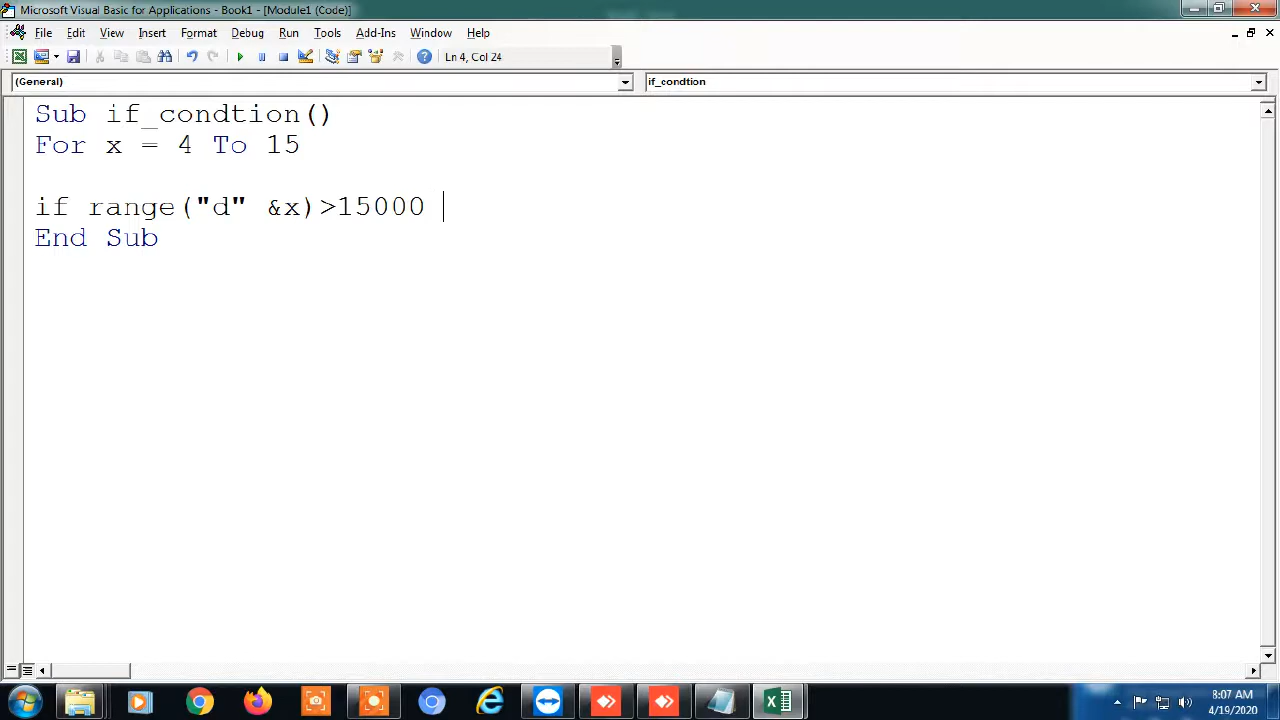 Microsoft Visual Basic for Applications - Book1 - [Module1 (Code)]
File Edit View Insert Format Debug Run Tools Add-Ins Window Help
Ln 4, Col 24
(General) if_condtion
Sub if_condtion()
For x = 4 To 15
if range("d" &x)>15000
End Sub
8:07 AM
4/19/2020